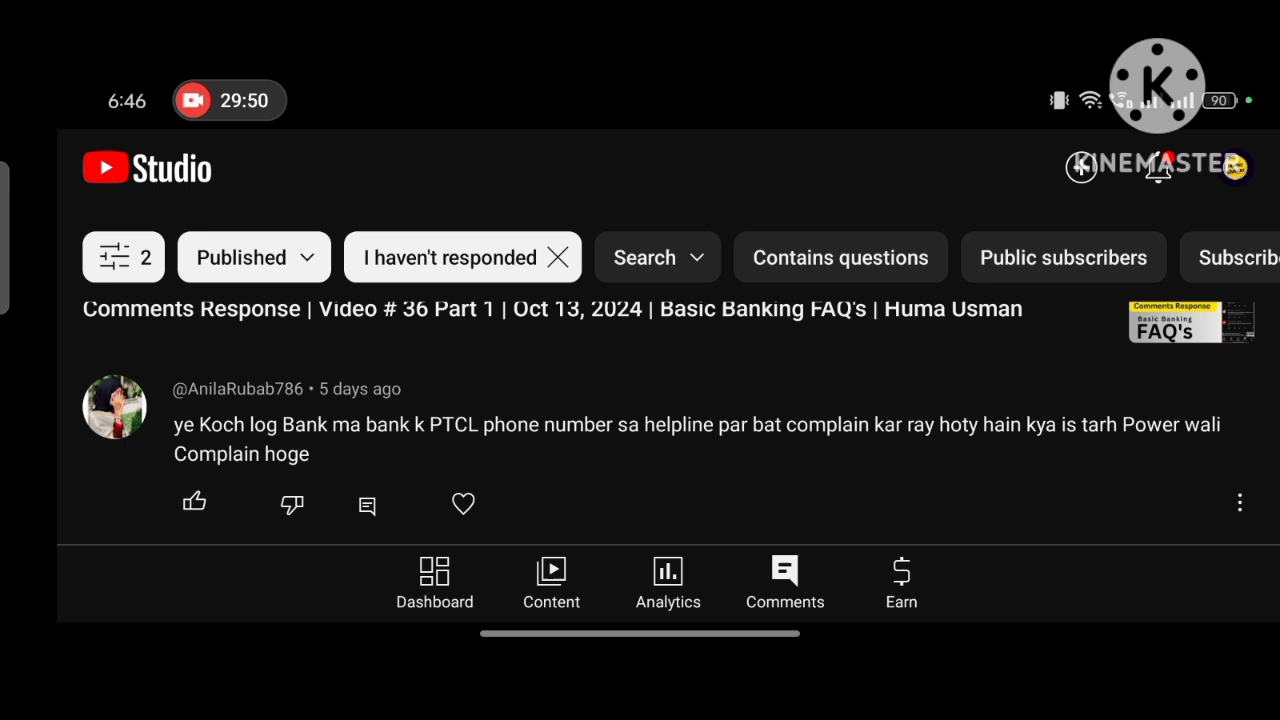 6:46 29:50 90
KINEMASTER
Studio
2 Published I haven't responded Search Contains questions Public subscribers Subscribe
Comments Response | Video # 36 Part 1 | Oct 13, 2024 | Basic Banking FAQ's | Huma Usman
Comments Response
Basic Banking
FAQ's
@AnilaRubab786 • 5 days ago
ye Koch log Bank ma bank k PTCL phone number sa helpline par bat complain kar ray hoty hain kya is tarh Power wali
Complain hoge
Dashboard Content Analytics Comments Earn